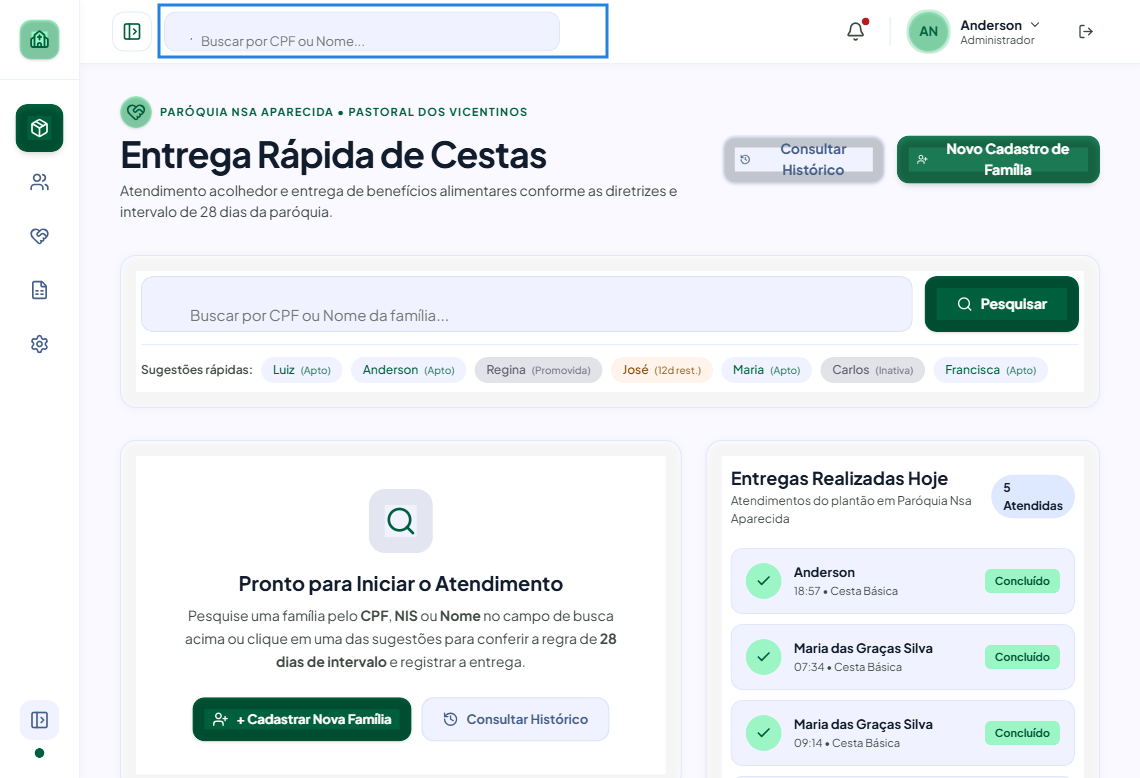 Buscar por CPF ou Nome...
AN
Anderson
Administrador
PARÓQUIA NSA APARECIDA • PASTORAL DOS VICENTINOS
Entrega Rápida de Cestas
Atendimento acolhedor e entrega de benefícios alimentares conforme as diretrizes e
intervalo de 28 dias da paróquia.
Consultar
Histórico
Novo Cadastro de
Família
Buscar por CPF ou Nome da família...
Pesquisar
Sugestões rápidas: Luiz (Apto) Anderson (Apto) Regina (Promovida) José (12d rest.) Maria (Apto) Carlos (Inativa) Francisca (Apto)
Pronto para Iniciar o Atendimento
Pesquise uma família pelo CPF, NIS ou Nome no campo de busca
acima ou clique em uma das sugestões para conferir a regra de 28
dias de intervalo e registrar a entrega.
+ Cadastrar Nova Família
Consultar Histórico
Entregas Realizadas Hoje
Atendimentos do plantão em Paróquia Nsa
Aparecida
5
Atendidas
Anderson
18:57 • Cesta Básica
Concluído
Maria das Graças Silva
07:34 • Cesta Básica
Concluído
Maria das Graças Silva
09:14 • Cesta Básica
Concluído